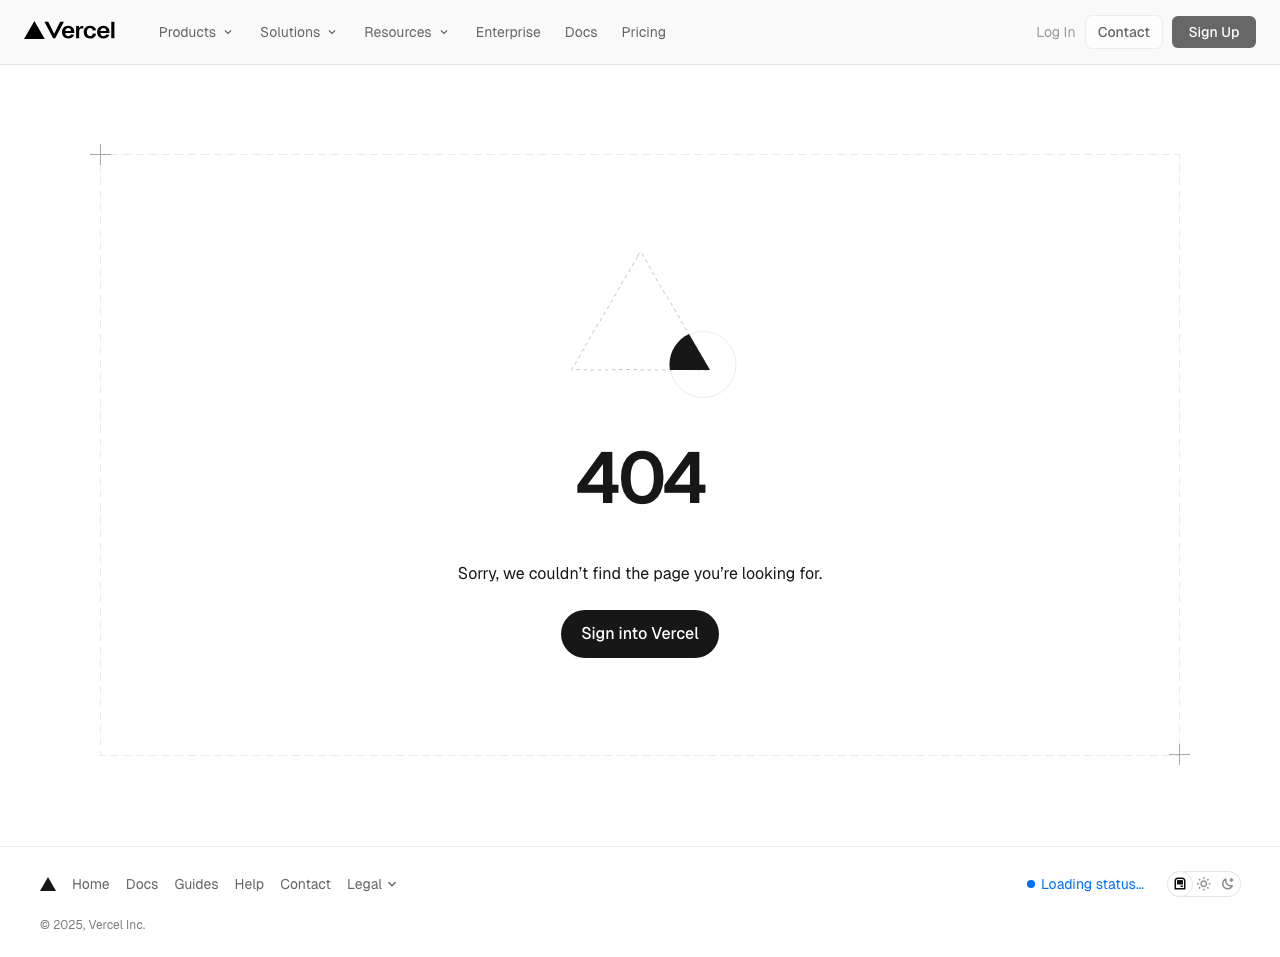 Vercel
Products
Solutions
Resources
Enterprise
Docs
Pricing
Log In
Contact
Sign Up
404
Sorry, we couldn’t find the page you’re looking for.
Sign into Vercel
Home
Docs
Guides
Help
Contact
Legal
Loading status…
© 2025, Vercel Inc.